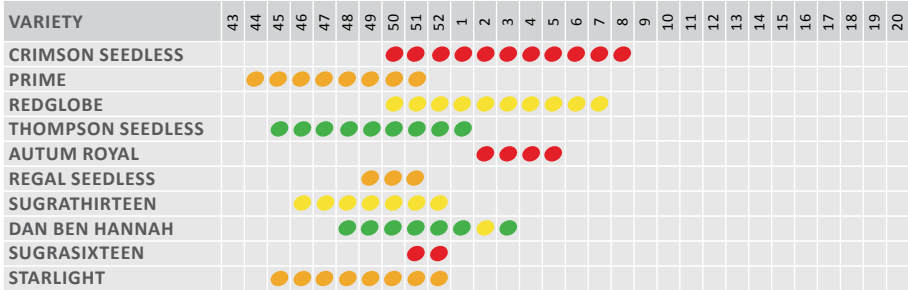 VARIETY 43 44 45 46 47 48 49 50 51 52 1 2 3 4 5 6 7 8 9 10 11 12 13 14 15 16 17 18 19 20
CRIMSON SEEDLESS
PRIME
REDGLOBE
THOMPSON SEEDLESS
AUTUM ROYAL
REGAL SEEDLESS
SUGRATHIRTEEN
DAN BEN HANNAH
SUGRASIXTEEN
STARLIGHT